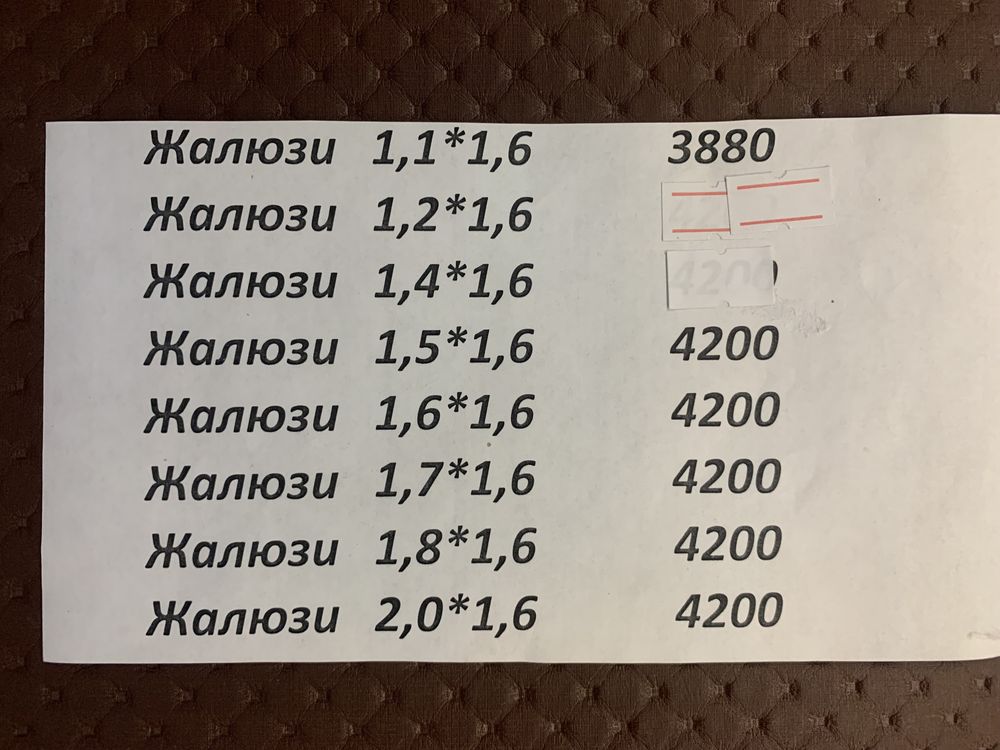 Жалюзи 1,1*1,6 3880
Жалюзи 1,2*1,6
Жалюзи 1,4*1,6 4200
Жалюзи 1,5*1,6 4200
Жалюзи 1,6*1,6 4200
Жалюзи 1,7*1,6 4200
Жалюзи 1,8*1,6 4200
Жалюзи 2,0*1,6 4200